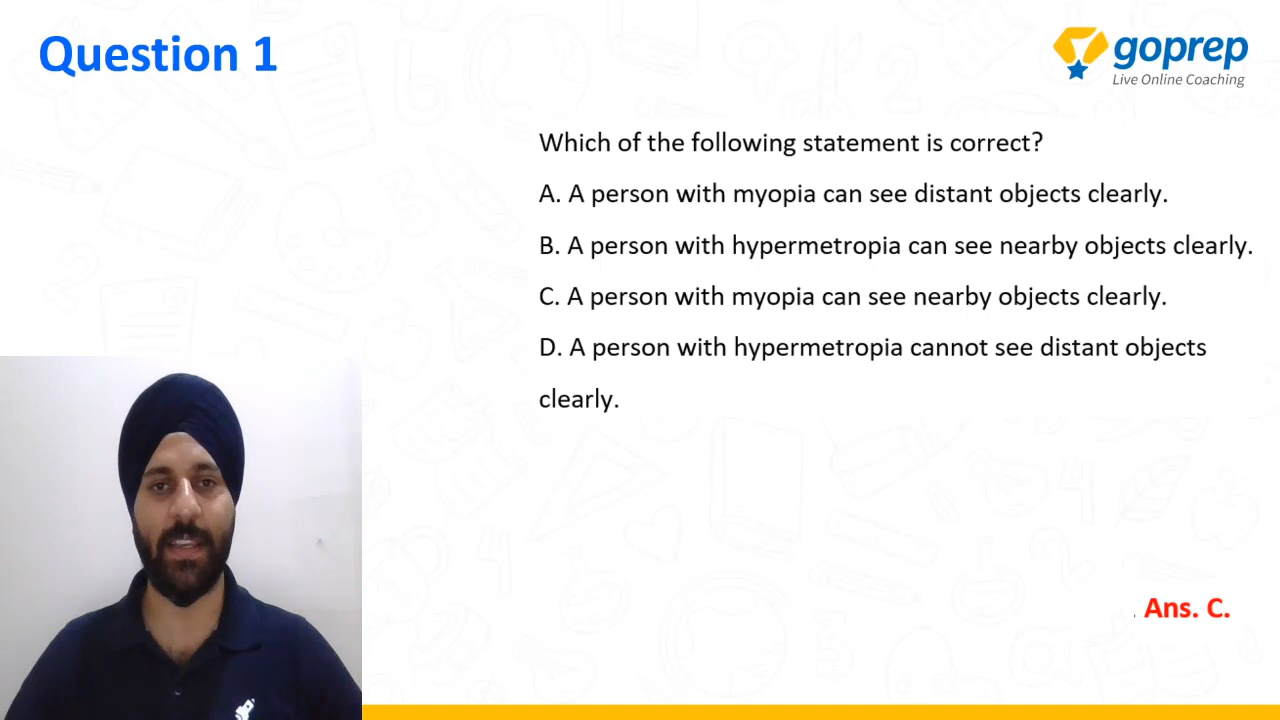 Question 1
goprep
Live Online Coaching
Which of the following statement is correct?
A. A person with myopia can see distant objects clearly.
B. A person with hypermetropia can see nearby objects clearly.
C. A person with myopia can see nearby objects clearly.
D. A person with hypermetropia cannot see distant objects
clearly.
. Ans. C.